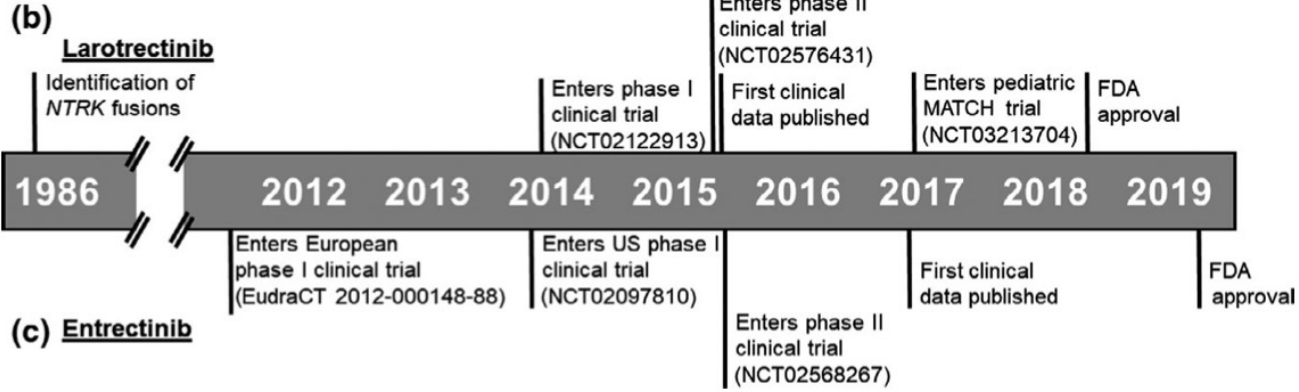 (b)
Larotrectinib
Identification of
NTRK fusions
Enters phase I
clinical trial
(NCT02122913)
Enters phase II
clinical trial
(NCT02576431)
First clinical
data published
Enters pediatric
MATCH trial
(NCT03213704)
FDA
approval
1986 2012 2013 2014 2015 2016 2017 2018 2019
Enters European
phase I clinical trial
(EudraCT 2012-000148-88)
Enters US phase I
clinical trial
(NCT02097810)
Enters phase II
clinical trial
(NCT02568267)
First clinical
data published
FDA
approval
(c) Entrectinib